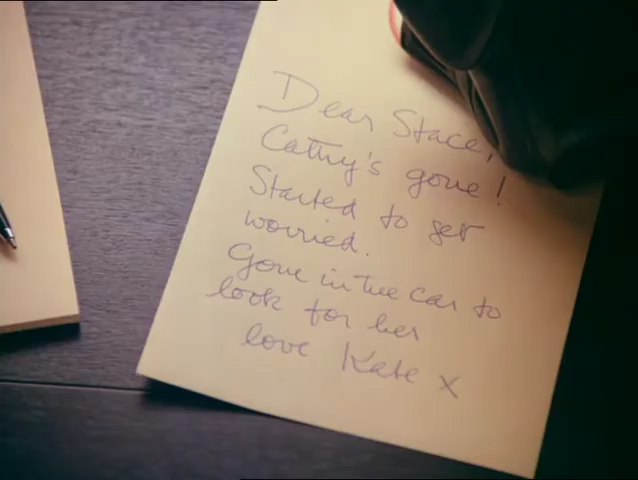 Dear Stace,
Cathy's gone!
Started to get
worried.
Gone in the car to
look for her
love Kate x